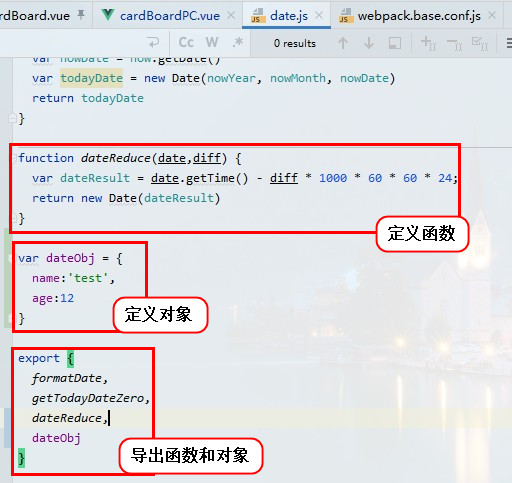 rdBoard.vue cardBoardPC.vue date.js webpack.base.conf.js
Cc W .* 0 results
var nowDate = now.getDate()
var todayDate = new Date(nowYear, nowMonth, nowDate)
return todayDate
}
function dateReduce(date,diff) {
var dateResult = date.getTime() - diff * 1000 * 60 * 60 * 24;
return new Date(dateResult)
}
定义函数
var dateObj = {
name:'test',
age:12
}
定义对象
export {
formatDate,
getTodayDateZero,
dateReduce,
dateObj
}
导出函数和对象